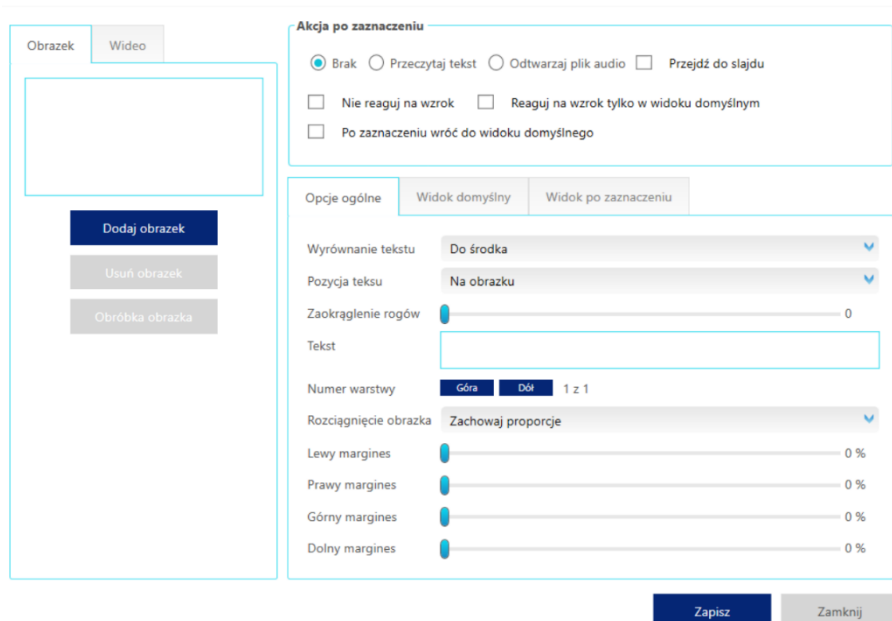 Obrazek Wideo
Dodaj obrazek
Usuń obrazek
Obróbka obrazka
Akcja po zaznaczeniu
Brak Przeczytaj tekst Odtwarzaj plik audio Przejdź do slajdu
Nie reaguj na wzrok Reaguj na wzrok tylko w widoku domyślnym
Po zaznaczeniu wróć do widoku domyślnego
Opcje ogólne Widok domyślny Widok po zaznaczeniu
Wyrównanie tekstu Do środka
Pozycja teksu Na obrazku
Zaokrąglenie rogów 0
Tekst
Numer warstwy Góra Dół 1 z 1
Rozciągnięcie obrazka Zachowaj proporcje
Lewy margines 0 %
Prawy margines 0 %
Górny margines 0 %
Dolny margines 0 %
Zapisz Zamknij